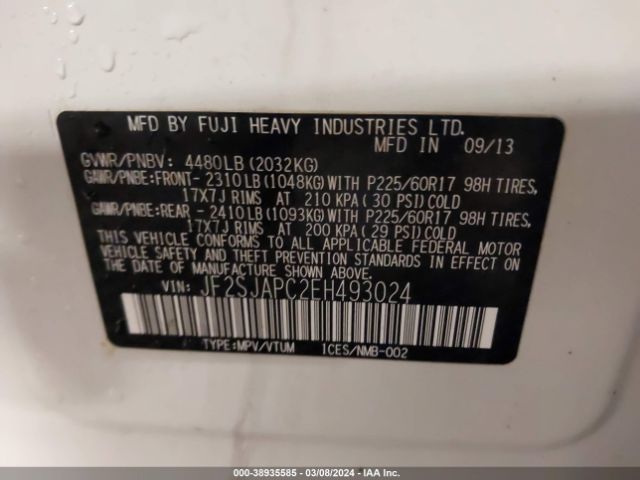 MFD BY FUJI HEAVY INDUSTRIES LTD.
MFD IN 09/13
GVWR/PNBV: 4480LB (2032KG)
GAWR/PNBE:FRONT- 2310LB (1048KG)WITH P225/60R17 98H TIRES,
17X7J RIMS AT 210 KPA (30 PSI)COLD
GAWR/PNBE:REAR - 2410LB (1093KG)WITH P225/60R17 98H TIRES,
17X7J RIMS AT 200 KPA (29 PSI)COLD
THIS VEHICLE CONFORMS TO ALL APPLICABLE FEDERAL MOTOR
VEHICLE SAFETY AND THEFT PREVENTION STANDARDS IN EFFECT
ON THE DATE OF MANUFACTURE SHOWN ABOVE.
VIN: JF2SJAPC2EH493024
TYPE:MPV/VTUM ICES/NMB-002
000-38935585 - 03/08/2024 - IAA Inc.